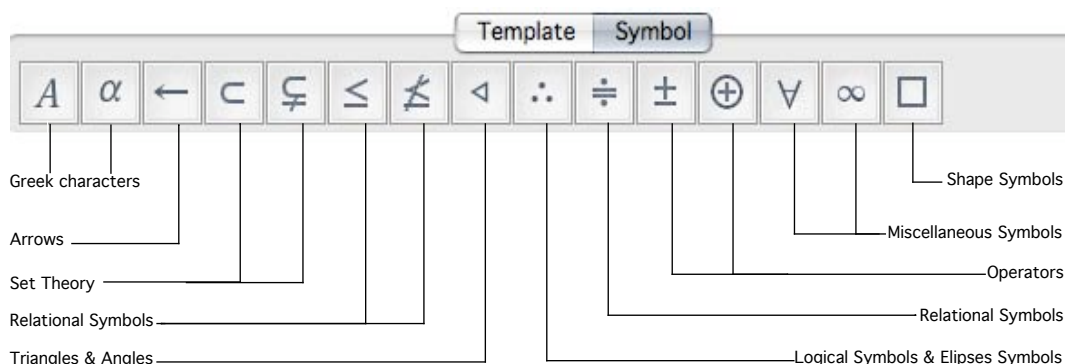 Template Symbol
A α ← ⊂ ⊊ ≤ ≰ ◁ ∴ ≑ ± ⊕ ∀ ∞ □
Greek characters
Shape Symbols
Arrows
Miscellaneous Symbols
Set Theory
Operators
Relational Symbols
Relational Symbols
Triangles & Angles
Logical Symbols & Elipses Symbols